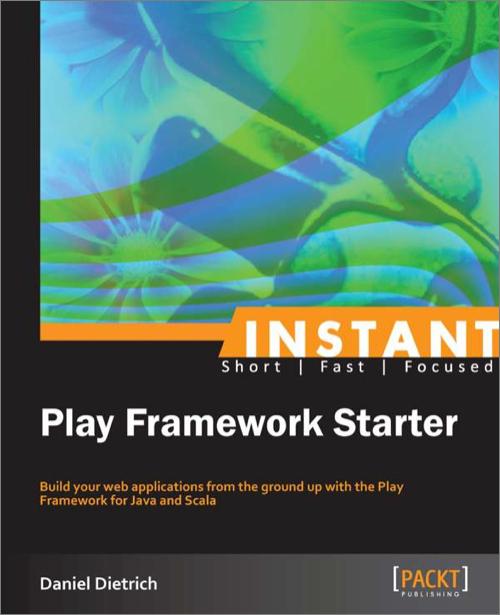 INSTANT
Short | Fast | Focused
Play Framework Starter
Build your web applications from the ground up with the Play
Framework for Java and Scala
Daniel Dietrich
[PACKT]
PUBLISHING